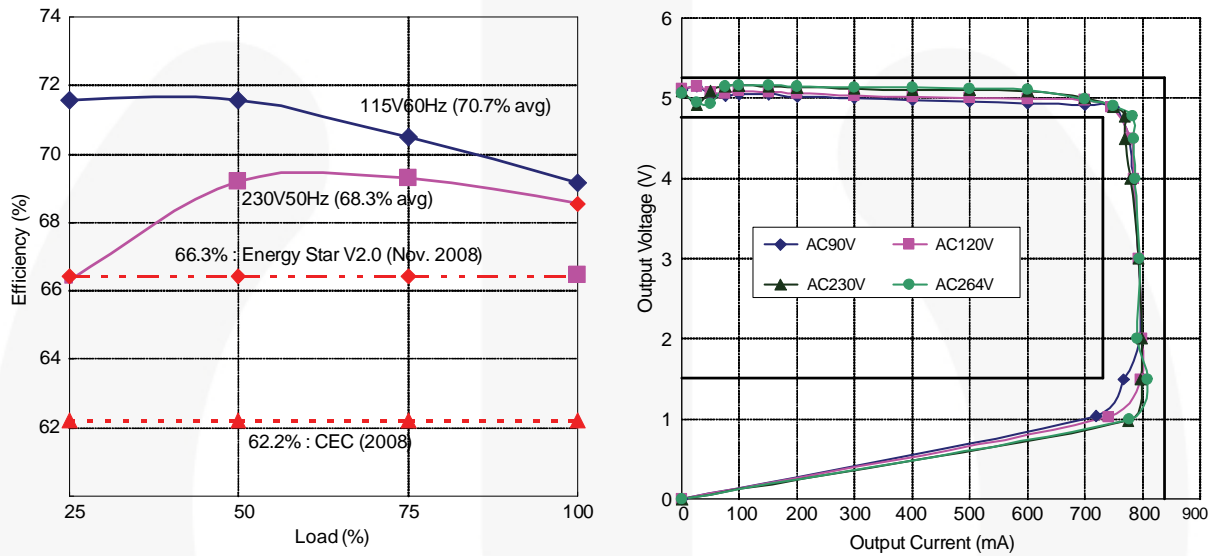 74
72
70
68
66
64
62
25
50
75
100
Efficiency (%)
Load (%)
115V60Hz (70.7% avg)
230V50Hz (68.3% avg)
66.3% : Energy Star V2.0 (Nov. 2008)
62.2% : CEC (2008)
6
5
4
3
2
1
0
0
100
200
300
400
500
600
700
800
900
Output Voltage (V)
Output Current (mA)
AC90V
AC120V
AC230V
AC264V